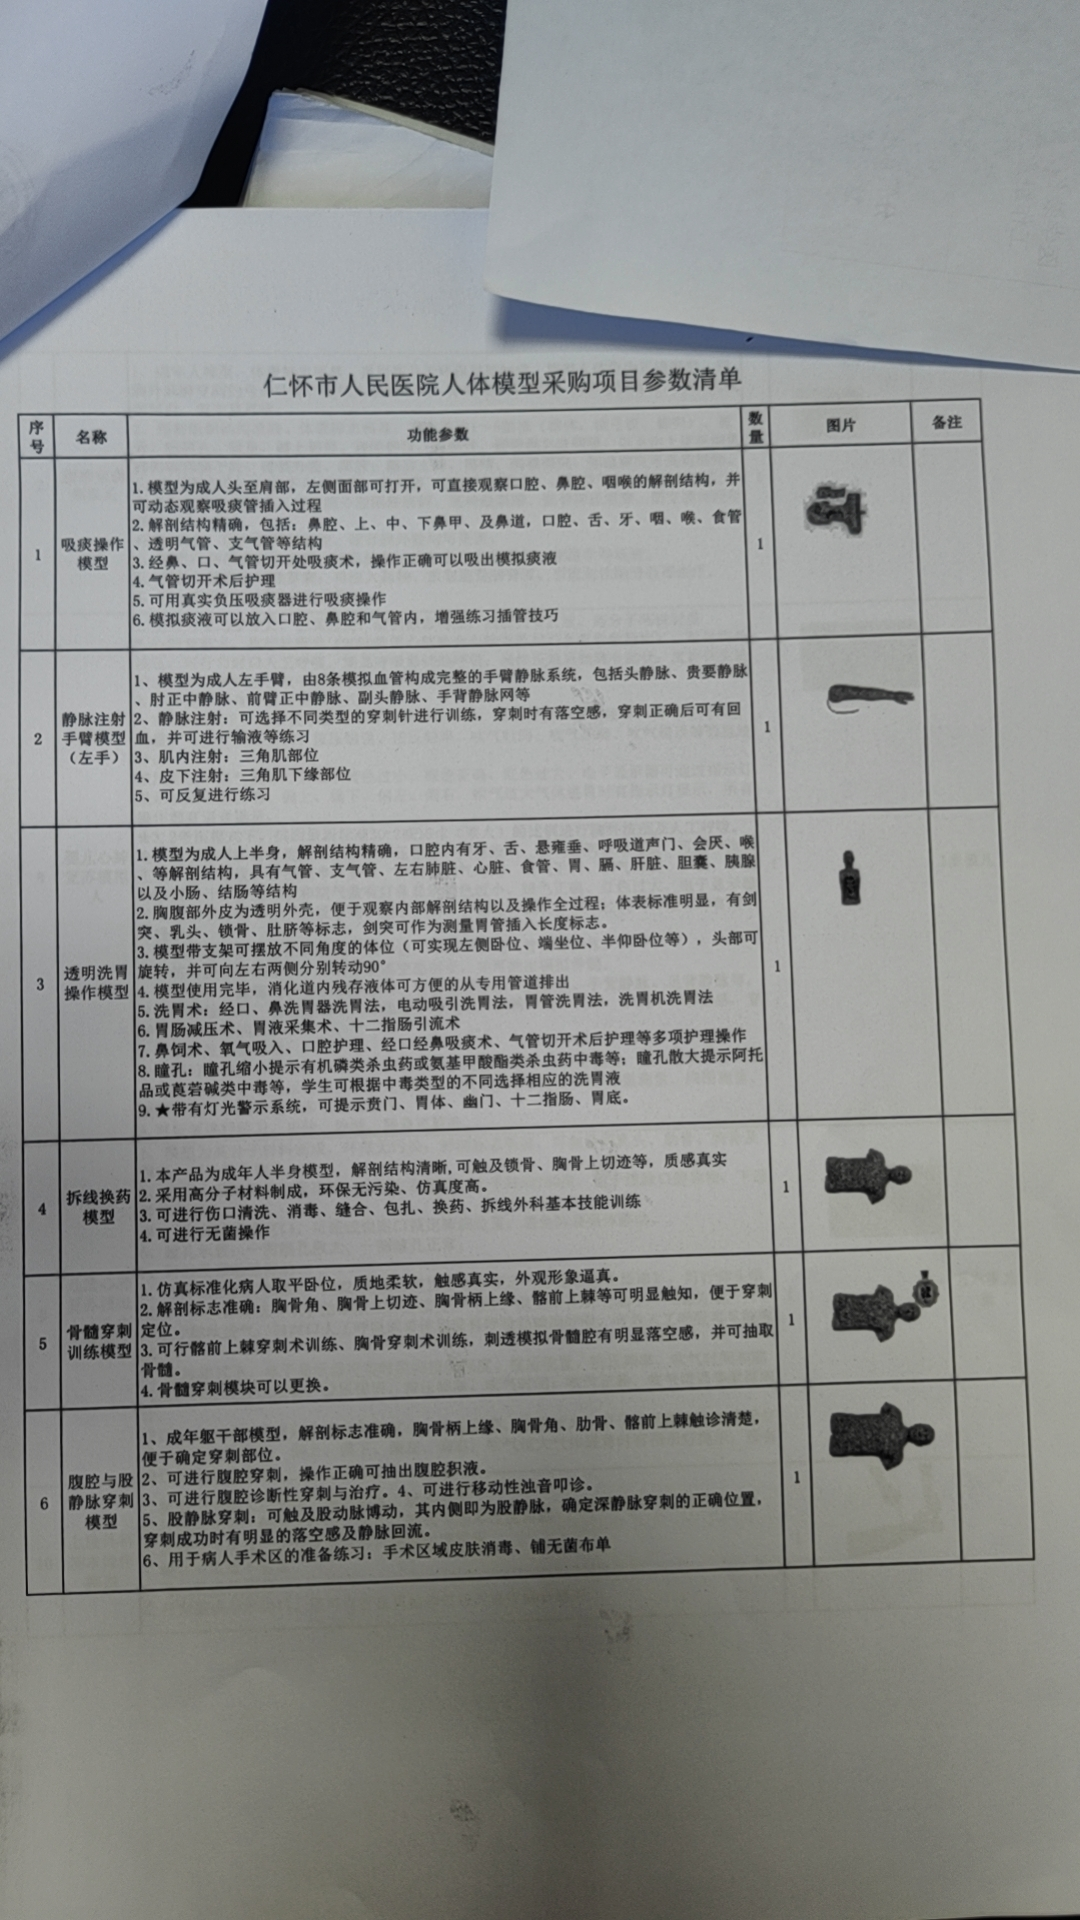 仁怀市人民医院人体模型采购项目参数清单
序号
名称
功能参数
数量
图片
备注
1
吸痰操作
模型
1.模型为成人头至肩部，左侧面部可打开，可直接观察口腔、鼻腔、咽喉的解剖结构，并
可动态观察吸痰管插入过程
2.解剖结构精确，包括：鼻腔、上、中、下鼻甲、及鼻道，口腔、舌、牙、咽、喉、食管
、透明气管、支气管等结构
3.经鼻、口、气管切开处吸痰术，操作正确可以吸出模拟痰液
4.气管切开术后护理
5.可用真实负压吸痰器进行吸痰操作
6.模拟痰液可以放入口腔、鼻腔和气管内，增强练习插管技巧
1
2
静脉注射
手臂模型
（左手）
1、模型为成人左手臂，由8条模拟血管构成完整的手臂静脉系统，包括头静脉、贵要静脉
、肘正中静脉、前臂正中静脉、副头静脉、手背静脉网等
2、静脉注射：可选择不同类型的穿刺针进行训练，穿刺时有落空感，穿刺正确后可有回
血，并可进行输液等练习
3、肌内注射：三角肌部位
4、皮下注射：三角肌下缘部位
5、可反复进行练习
1
3
透明洗胃
操作模型
1.模型为成人上半身，解剖结构精确，口腔内有牙、舌、悬雍垂、呼吸道声门、会厌、喉
、等解剖结构，具有气管、支气管、左右肺脏、心脏、食管、胃、膈、肝脏、胆囊、胰腺
以及小肠、结肠等结构
2.胸腹部外皮为透明外壳，便于观察内部解剖结构以及操作全过程；体表标准明显，有剑
突、乳头、锁骨、肚脐等标志，剑突可作为测量胃管插入长度标志。
3.模型带支架可摆放不同角度的体位（可实现左侧卧位、端坐位、半仰卧位等），头部可
旋转，并可向左右两侧分别转动90°
4.模型使用完毕，消化道内残存液体可方便的从专用管道排出
5.洗胃术：经口、鼻洗胃器洗胃法，电动吸引洗胃法，胃管洗胃法，洗胃机洗胃法
6.胃肠减压术、胃液采集术、十二指肠引流术
7.鼻饲术、氧气吸入、口腔护理、经口经鼻吸痰术、气管切开术后护理等多项护理操作
8.瞳孔：瞳孔缩小提示有机磷类杀虫药或氨基甲酸酯类杀虫药中毒等；瞳孔散大提示阿托
品或莨菪碱类中毒等，学生可根据中毒类型的不同选择相应的洗胃液
9.★带有灯光警示系统，可提示贲门、胃体、幽门、十二指肠、胃底。
1
4
拆线换药
模型
1.本产品为成年人半身模型，解剖结构清晰,可触及锁骨、胸骨上切迹等，质感真实
2.采用高分子材料制成，环保无污染、仿真度高。
3.可进行伤口清洗、消毒、缝合、包扎、换药、拆线外科基本技能训练
4.可进行无菌操作
1
5
骨髓穿刺
训练模型
1.仿真标准化病人取平卧位，质地柔软，触感真实，外观形象逼真。
2.解剖标志准确：胸骨角、胸骨上切迹、胸骨柄上缘、髂前上棘等可明显触知，便于穿刺
定位。
3.可行髂前上棘穿刺术训练、胸骨穿刺术训练，刺透模拟骨髓腔有明显落空感，并可抽取
骨髓。
4.骨髓穿刺模块可以更换。
1
6
腹腔与股
静脉穿刺
模型
1、成年躯干部模型，解剖标志准确，胸骨柄上缘、胸骨角、肋骨、髂前上棘触诊清楚，
便于确定穿刺部位。
2、可进行腹腔穿刺，操作正确可抽出腹腔积液。
3、可进行腹腔诊断性穿刺与治疗。4、可进行移动性浊音叩诊。
5、股静脉穿刺：可触及股动脉博动，其内侧即为股静脉，确定深静脉穿刺的正确位置，
穿刺成功时有明显的落空感及静脉回流。
6、用于病人手术区的准备练习：手术区域皮肤消毒、铺无菌布单
1